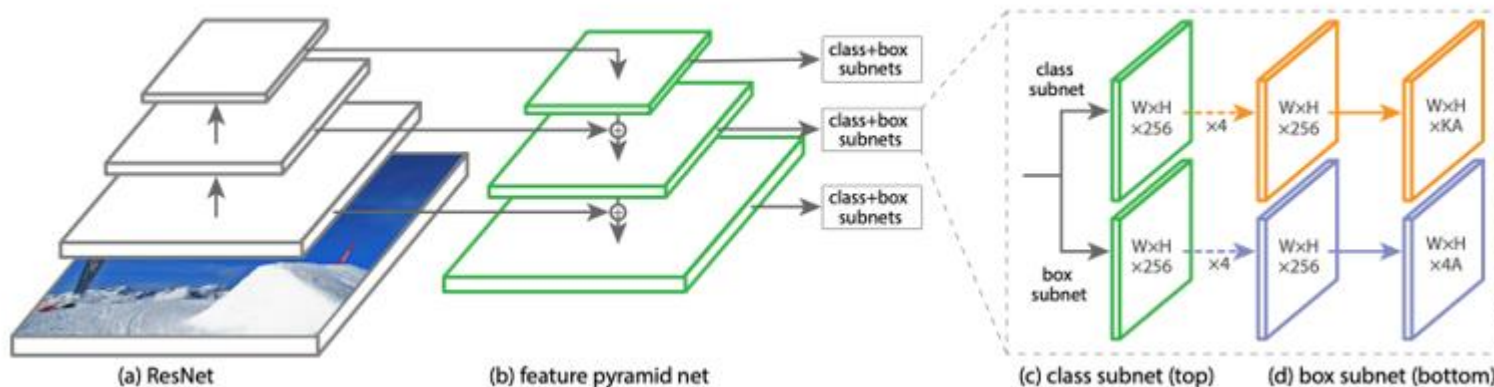 class+box
subnets
class+box
subnets
class+box
subnets
class
subnet
W×H
×256
×4
W×H
×256
W×H
×KA
W×H
×256
×4
W×H
×256
W×H
×4A
box
subnet
(a) ResNet
(b) feature pyramid net
(c) class subnet (top)
(d) box subnet (bottom)